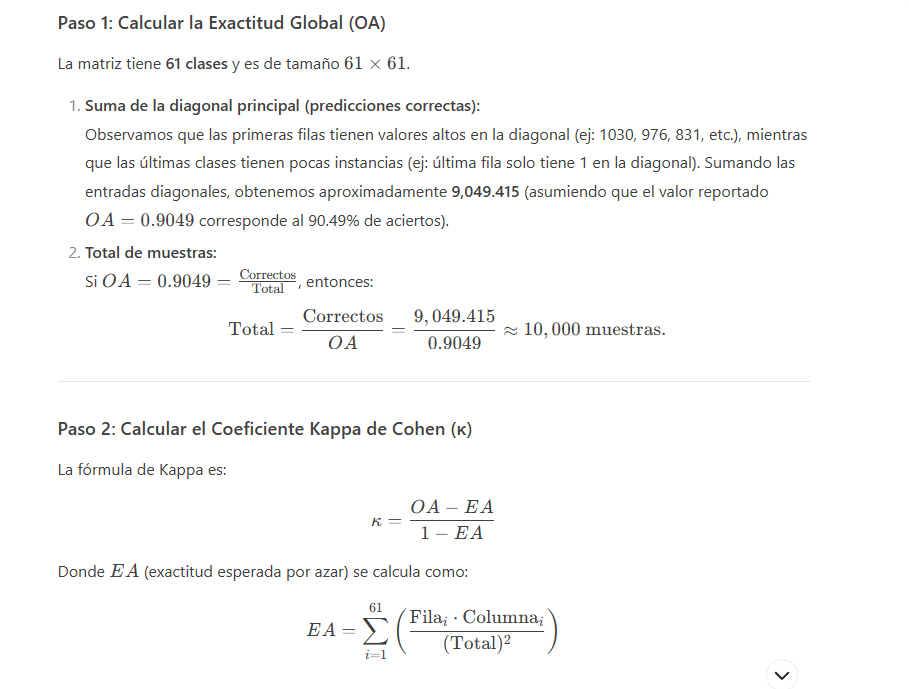 Paso 1: Calcular la Exactitud Global (OA)
La matriz tiene 61 clases y es de tamaño 61 × 61.
1. Suma de la diagonal principal (predicciones correctas):
Observamos que las primeras filas tienen valores altos en la diagonal (ej: 1030, 976, 831, etc.), mientras
que las últimas clases tienen pocas instancias (ej: última fila solo tiene 1 en la diagonal). Sumando las
entradas diagonales, obtenemos aproximadamente 9,049.415 (asumiendo que el valor reportado
OA = 0.9049 corresponde al 90.49% de aciertos).
2. Total de muestras:
Si OA = 0.9049 = Correctos / Total, entonces:
Total = Correctos / OA = 9,049.415 / 0.9049 ≈ 10,000 muestras.
Paso 2: Calcular el Coeficiente Kappa de Cohen (κ)
La fórmula de Kappa es:
κ = (OA − EA) / (1 − EA)
Donde EA (exactitud esperada por azar) se calcula como:
EA = ∑_{i=1}^{61} (Fila_i · Columna_i / (Total)²)